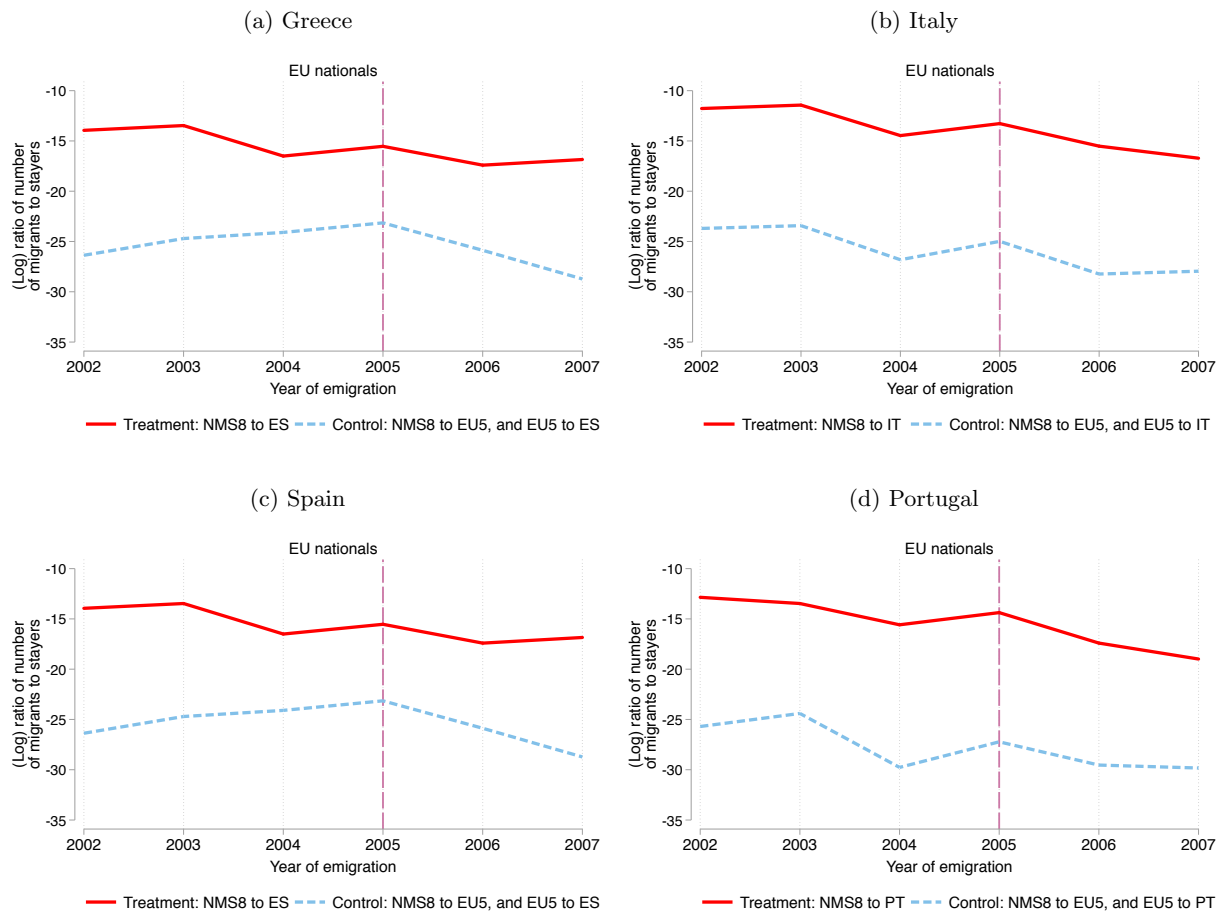 (a) Greece
EU nationals
(Log) ratio of number
of migrants to stayers
-10
-15
-20
-25
-30
-35
2002 2003 2004 2005 2006 2007
Year of emigration
Treatment: NMS8 to ES Control: NMS8 to EU5, and EU5 to ES
(b) Italy
EU nationals
(Log) ratio of number
of migrants to stayers
-10
-15
-20
-25
-30
-35
2002 2003 2004 2005 2006 2007
Year of emigration
Treatment: NMS8 to IT Control: NMS8 to EU5, and EU5 to IT
(c) Spain
EU nationals
(Log) ratio of number
of migrants to stayers
-10
-15
-20
-25
-30
-35
2002 2003 2004 2005 2006 2007
Year of emigration
Treatment: NMS8 to ES Control: NMS8 to EU5, and EU5 to ES
(d) Portugal
EU nationals
(Log) ratio of number
of migrants to stayers
-10
-15
-20
-25
-30
-35
2002 2003 2004 2005 2006 2007
Year of emigration
Treatment: NMS8 to PT Control: NMS8 to EU5, and EU5 to PT